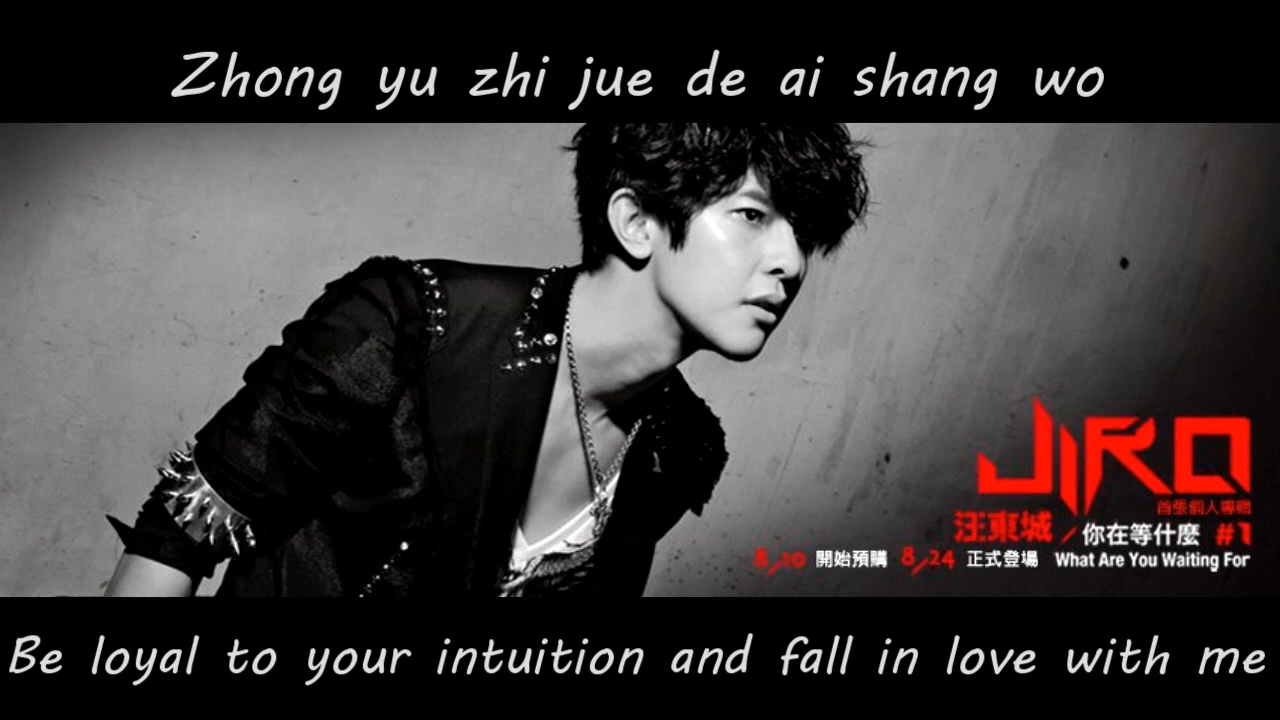 Zhong yu zhi jue de ai shang wo
JIRO
首張個人專輯
汪東城 / 你在等什麼 #1
8/10 開始預購 8/24 正式登場 What Are You Waiting For
Be loyal to your intuition and fall in love with me